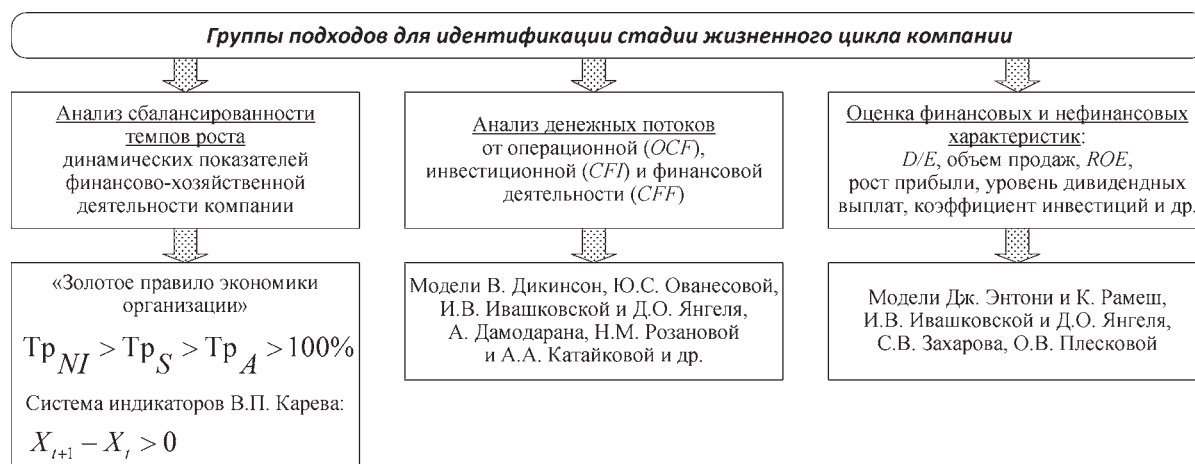 Группы подходов для идентификации стадии жизненного цикла компании
Анализ сбалансированности
темпов роста
динамических показателей
финансово-хозяйственной
деятельности компании
Анализ денежных потоков
от операционной (OCF),
инвестиционной (CFI) и финансовой
деятельности (CFF)
Оценка финансовых и нефинансовых
характеристик:
D/E, объем продаж, ROE,
рост прибыли, уровень дивидендных
выплат, коэффициент инвестиций и др.
«Золотое правило экономики
организации»
Тр_NI > Тр_S > Тр_A > 100%
Система индикаторов В.П. Карева:
X_{t+1} − X_t > 0
Модели В. Дикинсон, Ю.С. Ованесовой,
И.В. Ивашковской и Д.О. Янгеля,
А. Дамодарана, Н.М. Розановой
и А.А. Катайковой и др.
Модели Дж. Энтони и К. Рамеш,
И.В. Ивашковской и Д.О. Янгеля,
С.В. Захарова, О.В. Плесковой